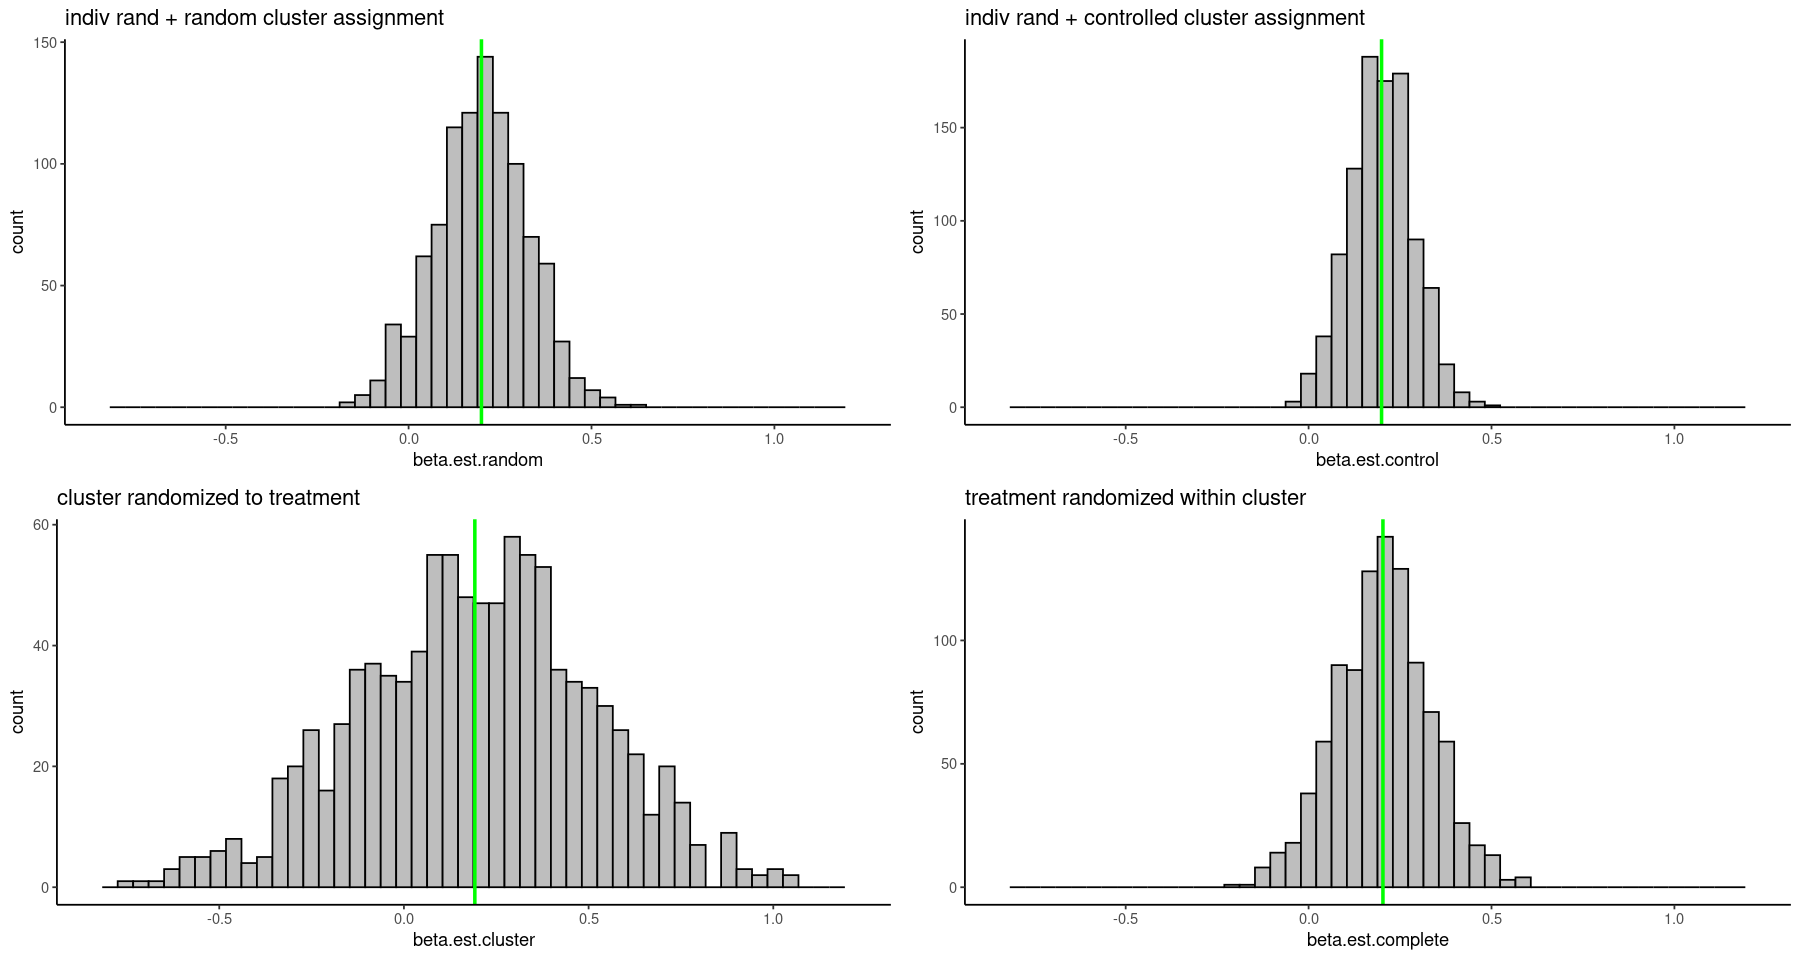 indiv rand + random cluster assignment
150
100
50
0
count
-0.5 0.0 0.5 1.0
beta.est.random
indiv rand + controlled cluster assignment
150
100
50
0
count
-0.5 0.0 0.5 1.0
beta.est.control
cluster randomized to treatment
60
40
20
0
count
-0.5 0.0 0.5 1.0
beta.est.cluster
treatment randomized within cluster
100
50
0
count
-0.5 0.0 0.5 1.0
beta.est.complete